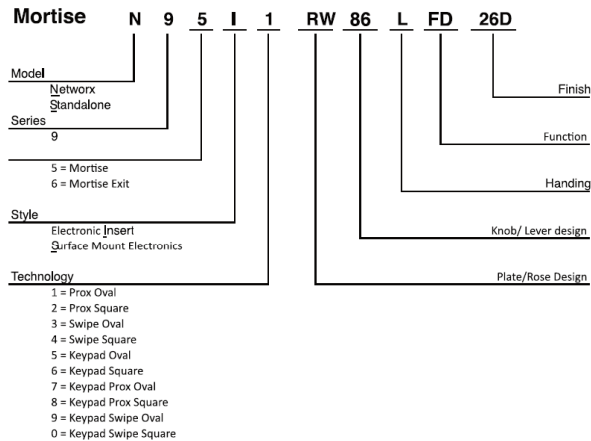 Mortise N 9 5 I 1 RW 86 L FD 26D
Model
Networx
Standalone
Finish
Series
9
Function
5 = Mortise
6 = Mortise Exit
Handing
Style
Electronic Insert
Surface Mount Electronics
Knob/ Lever design
Technology
Plate/Rose Design
1 = Prox Oval
2 = Prox Square
3 = Swipe Oval
4 = Swipe Square
5 = Keypad Oval
6 = Keypad Square
7 = Keypad Prox Oval
8 = Keypad Prox Square
9 = Keypad Swipe Oval
0 = Keypad Swipe Square